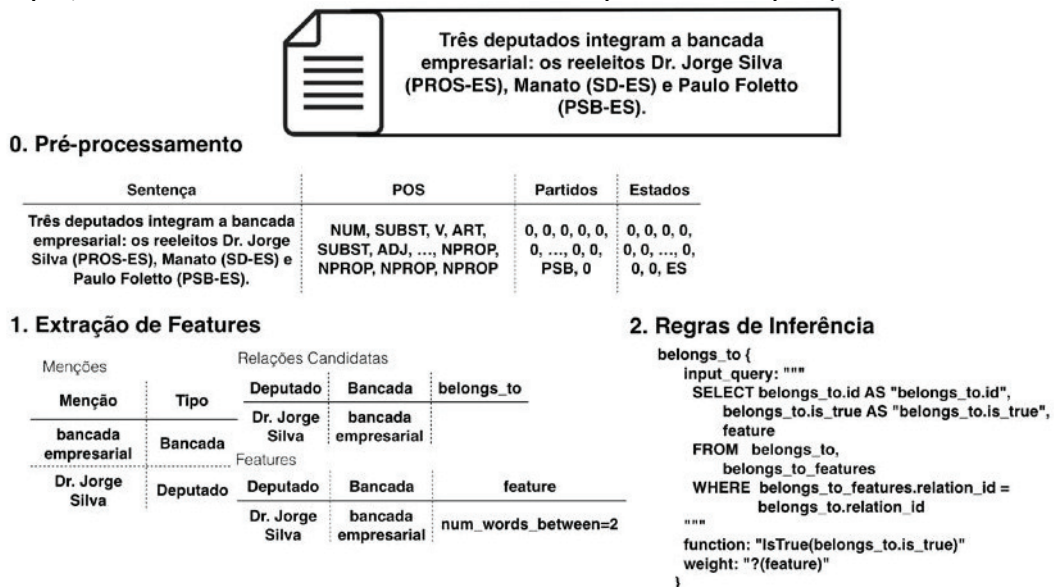 Três deputados integram a bancada
empresarial: os reeleitos Dr. Jorge Silva
(PROS-ES), Manato (SD-ES) e Paulo Foletto
(PSB-ES).
0. Pré-processamento
Sentença POS Partidos Estados
Três deputados integram a bancada
empresarial: os reeleitos Dr. Jorge
Silva (PROS-ES), Manato (SD-ES) e
Paulo Foletto (PSB-ES).
NUM, SUBST, V, ART,
SUBST, ADJ, ..., NPROP,
NPROP, NPROP, NPROP
0, 0, 0, 0, 0,
0, ..., 0, 0,
PSB, 0
0, 0, 0, 0,
0, 0, ..., 0,
0, 0, ES
1. Extração de Features
Menções
Menção Tipo
bancada
empresarial
Bancada
Dr. Jorge
Silva
Deputado
Relações Candidatas
Deputado Bancada belongs_to
Dr. Jorge
Silva
bancada
empresarial
Features
Deputado Bancada feature
Dr. Jorge
Silva
bancada
empresarial
num_words_between=2
2. Regras de Inferência
belongs_to {
input_query: """
SELECT belongs_to.id AS "belongs_to.id",
belongs_to.is_true AS "belongs_to.is_true",
feature
FROM belongs_to,
belongs_to_features
WHERE belongs_to_features.relation_id =
belongs_to.relation_id
"""
function: "IsTrue(belongs_to.is_true)"
weight: "?(feature)"
}